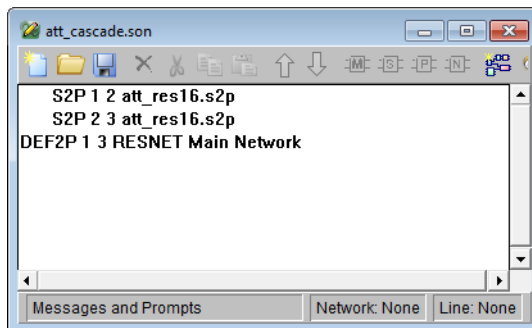 att_cascade.son
M S P N
S2P 1 2 att_res16.s2p
S2P 2 3 att_res16.s2p
DEF2P 1 3 RESNET Main Network
Messages and Prompts Network: None Line: None